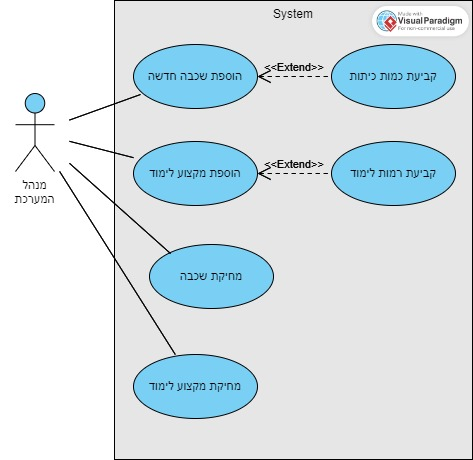 System
Made with
Visual Paradigm
For non-commercial use
הוספת שכבה חדשה
<<Extend>>
קביעת כמות כיתות
הוספת מקצוע לימוד
<<Extend>>
קביעת רמות לימוד
מנהל
המערכת
מחיקת שכבה
מחיקת מקצוע לימוד